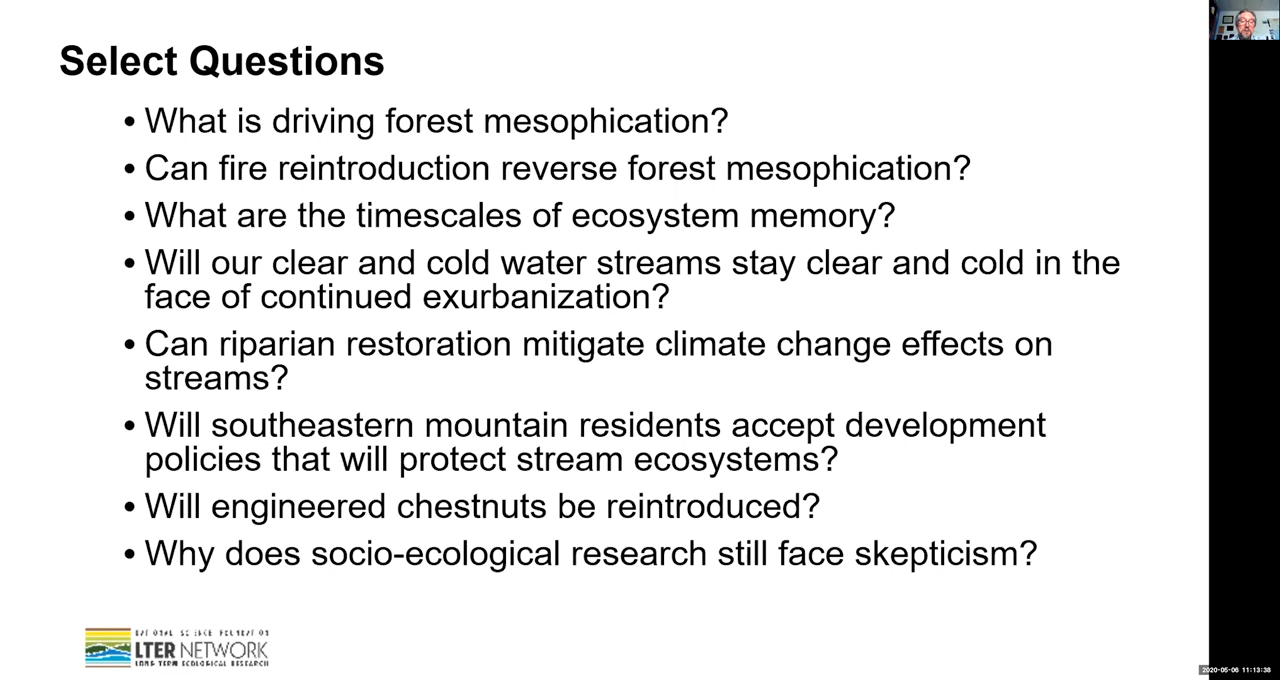 Select Questions
• What is driving forest mesophication?
• Can fire reintroduction reverse forest mesophication?
• What are the timescales of ecosystem memory?
• Will our clear and cold water streams stay clear and cold in the
face of continued exurbanization?
• Can riparian restoration mitigate climate change effects on
streams?
• Will southeastern mountain residents accept development
policies that will protect stream ecosystems?
• Will engineered chestnuts be reintroduced?
• Why does socio-ecological research still face skepticism?
NATIONAL SCIENCE FOUNDATION
LTER NETWORK
LONG TERM ECOLOGICAL RESEARCH
2020-05-06 11:13:38